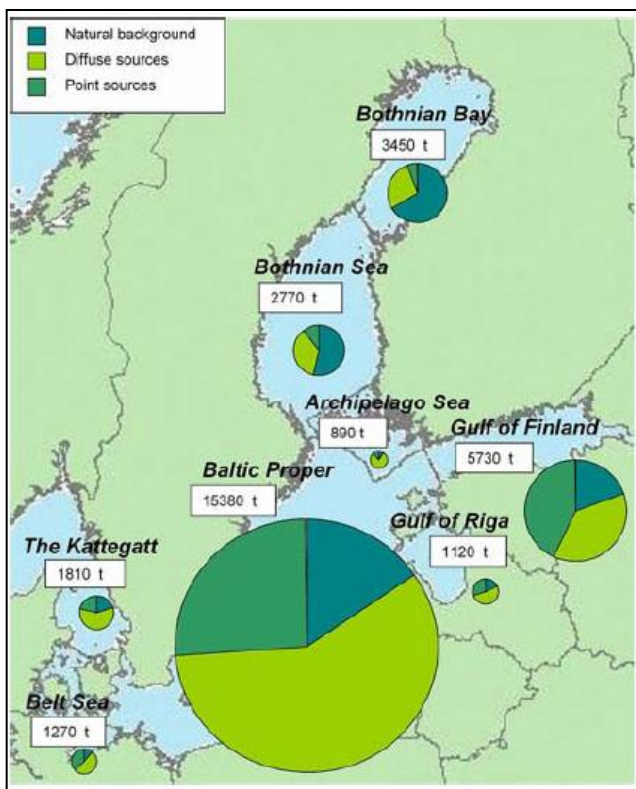 Natural background
Diffuse sources
Point sources
Bothnian Bay
3450 t
Bothnian Sea
2770 t
Archipelago Sea
890 t
Gulf of Finland
5730 t
Baltic Proper
15380 t
Gulf of Riga
1120 t
The Kattegatt
1810 t
Belt Sea
1270 t